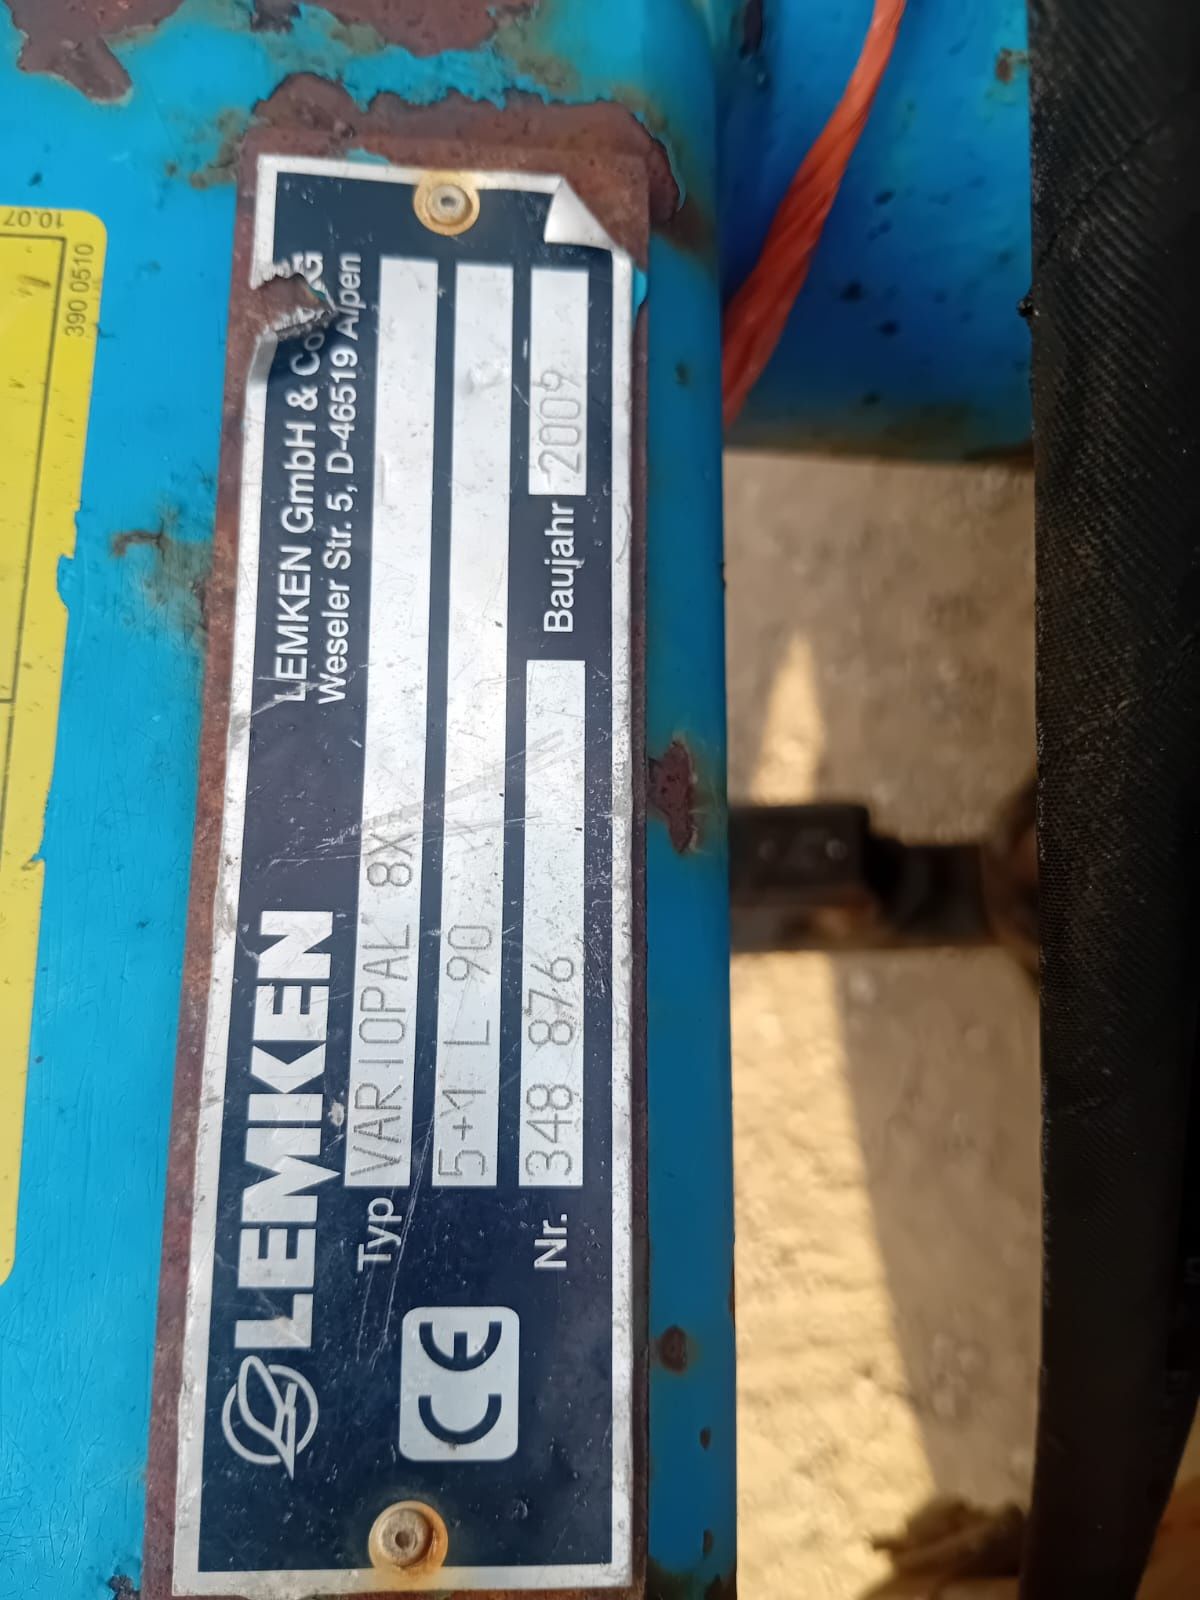 LEMKEN
LEMKEN GmbH & Co KG
Weseler Str. 5, D-46519 Alpen
Typ VARIOPAL 8X
5+1 L 90
Nr. 348 876 Baujahr 2009
CE
390 0510
10.07